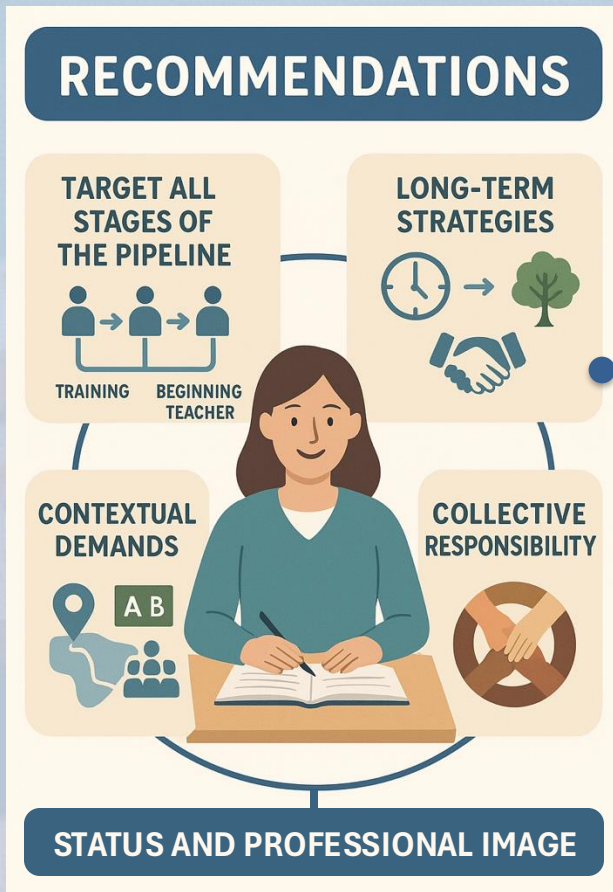 RECOMMENDATIONS
TARGET ALL
STAGES OF
THE PIPELINE
TRAINING
BEGINNING
TEACHER
LONG-TERM
STRATEGIES
CONTEXTUAL
DEMANDS
A B
COLLECTIVE
RESPONSIBILITY
STATUS AND PROFESSIONAL IMAGE